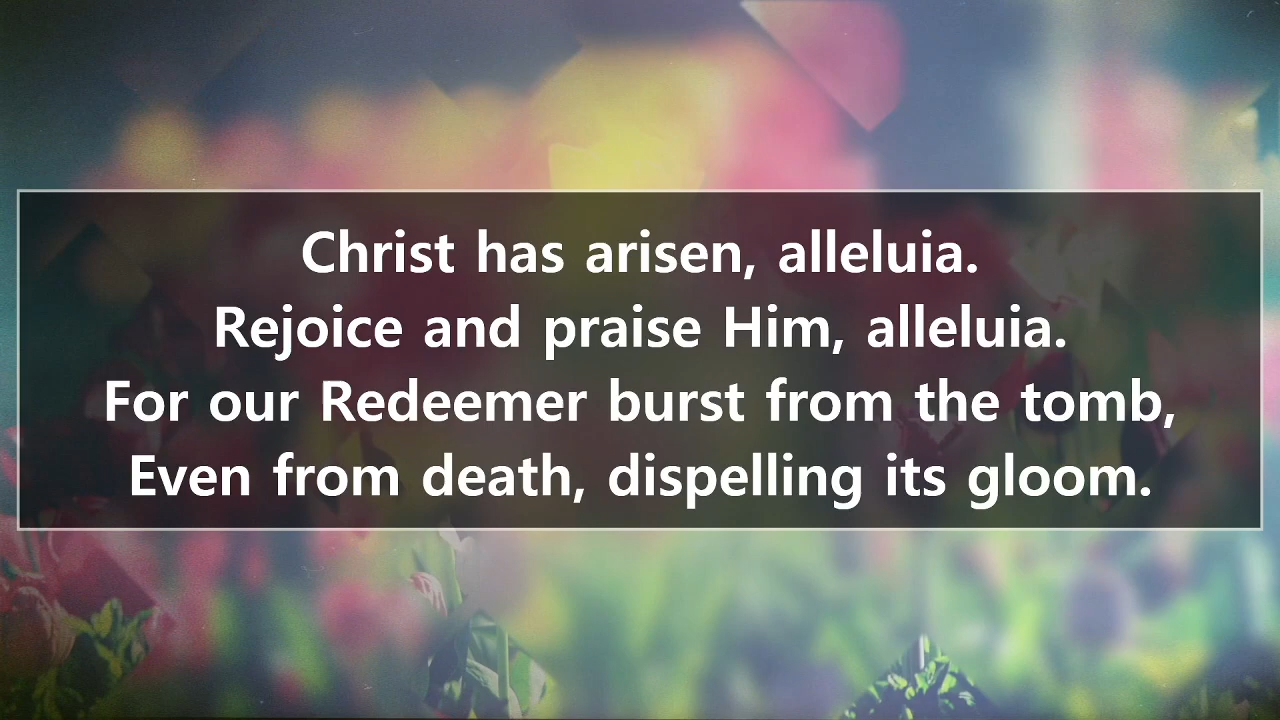 Christ has arisen, alleluia.
Rejoice and praise Him, alleluia.
For our Redeemer burst from the tomb,
Even from death, dispelling its gloom.